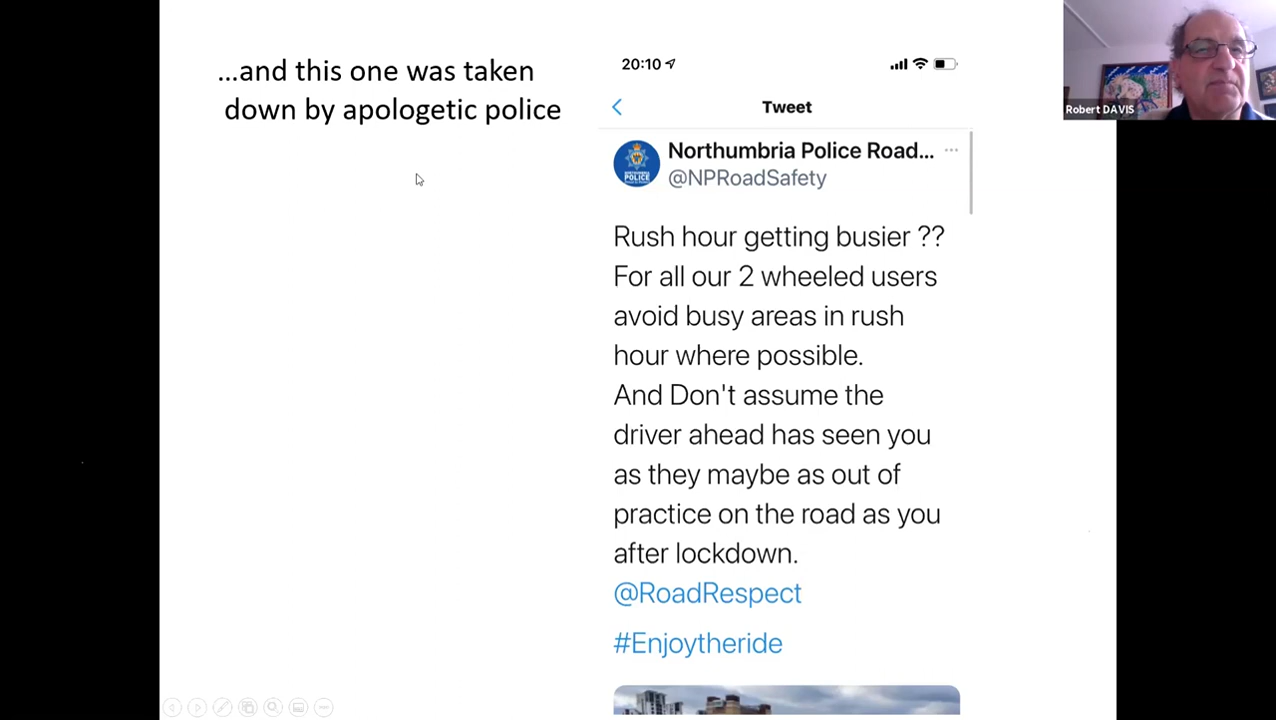 ...and this one was taken
down by apologetic police
20:10
Tweet
Northumbria Police Road...
@NPRoadSafety
Rush hour getting busier ??
For all our 2 wheeled users
avoid busy areas in rush
hour where possible.
And Don't assume the
driver ahead has seen you
as they maybe as out of
practice on the road as you
after lockdown.
@RoadRespect
#Enjoytheride
Robert DAVIS